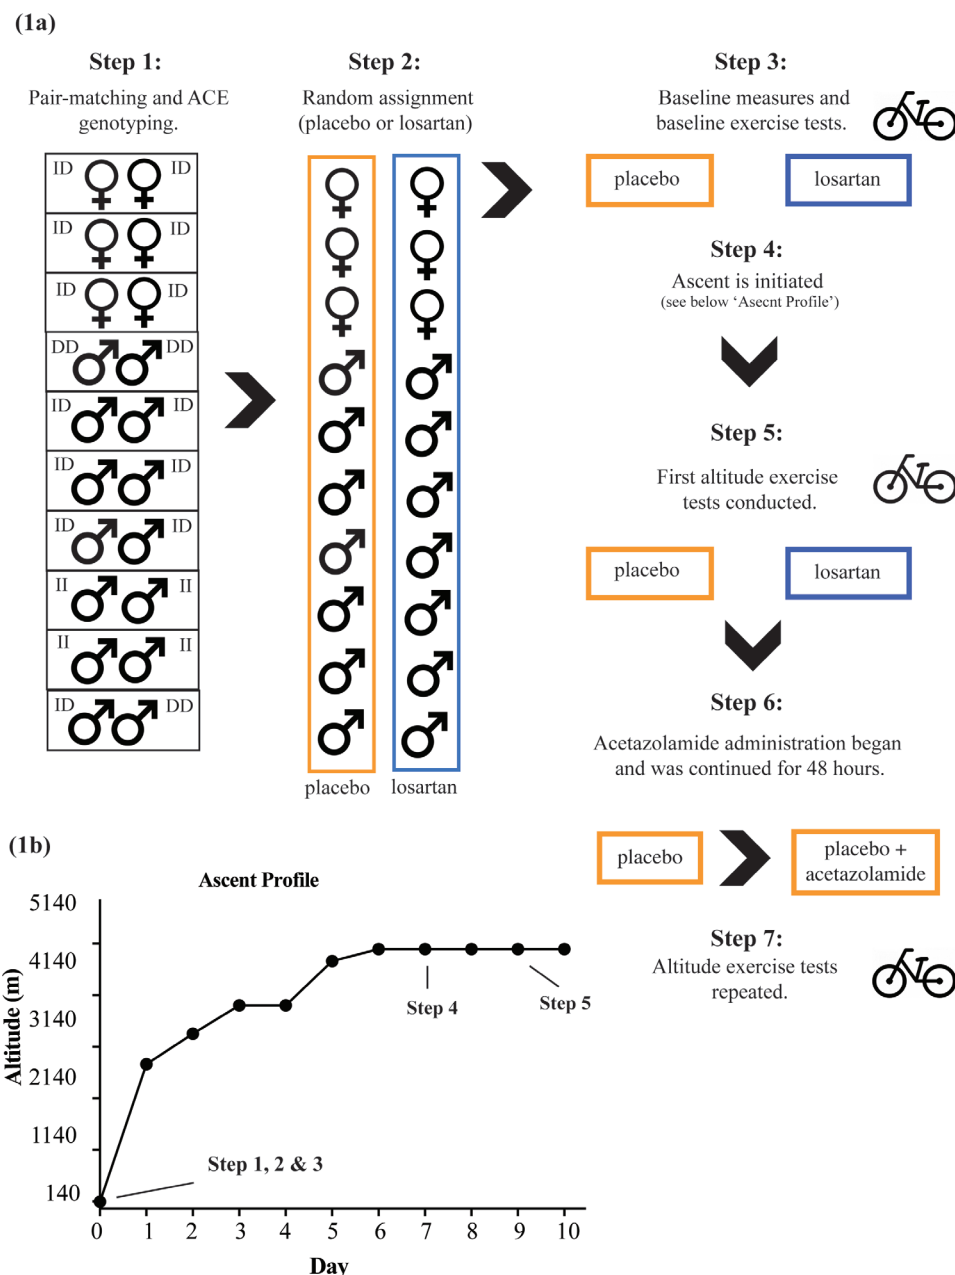 (1a)
Step 1:
Pair-matching and ACE
genotyping.
ID ID
ID ID
ID ID
DD DD
ID ID
ID ID
ID ID
II II
II II
ID DD
Step 2:
Random assignment
(placebo or losartan)
placebo losartan
Step 3:
Baseline measures and
baseline exercise tests.
placebo losartan
Step 4:
Ascent is initiated
(see below ‘Asecnt Profile’)
Step 5:
First altitude exercise
tests conducted.
placebo losartan
Step 6:
Acetazolamide administration began
and was continued for 48 hours.
placebo
placebo +
acetazolamide
Step 7:
Altitude exercise tests
repeated.
(1b)
Ascent Profile
Altitude (m)
5140
4140
3140
2140
1140
140
Step 1, 2 & 3
Step 4
Step 5
0 1 2 3 4 5 6 7 8 9 10
Day